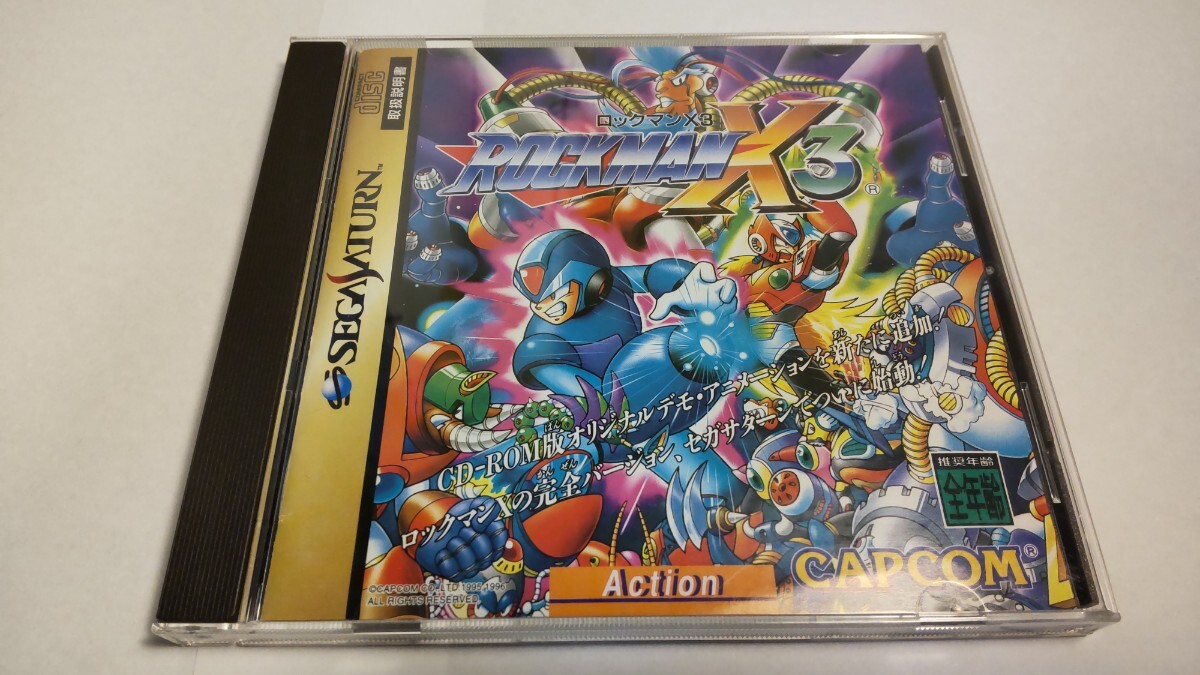 COMPACT
DISC
取扱説明書
SEGA SATURN™
ロックマンX3
ROCKMAN X3®
CD-ROM版オリジナルデモ・アニメーションを新たに追加!
ロックマンXの完全バージョン、セガサターンでついに始動!
推奨年齢
全年齢
CAPCOM®
Action
©CAPCOM CO.,LTD 1995,1996
ALL RIGHTS RESERVED.